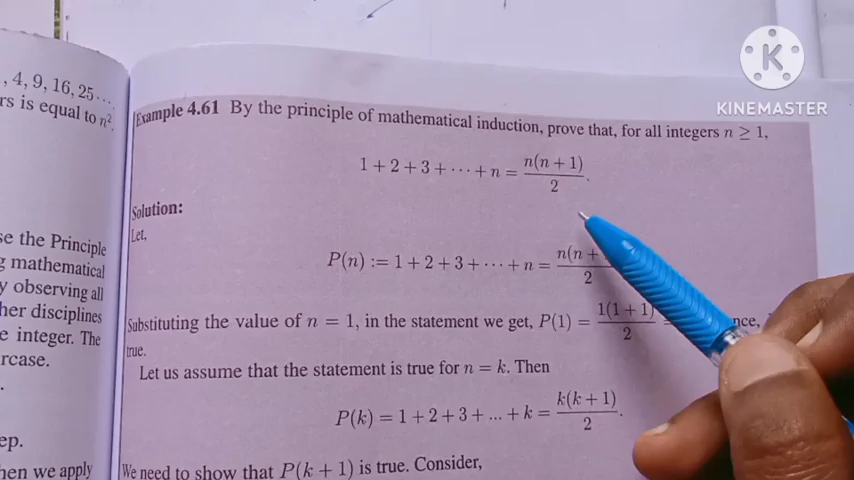 , 4, 9, 16, 25 ...
rs is equal to n².
KINEMASTER
Example 4.61 By the principle of mathematical induction, prove that, for all integers n ≥ 1,
1 + 2 + 3 + ··· + n = n(n + 1)/2.
Solution:
Let,
P(n) := 1 + 2 + 3 + ··· + n = n(n + /2
Substituting the value of n = 1, in the statement we get, P(1) = 1(1 + 1)/2 = nce,
true.
Let us assume that the statement is true for n = k. Then
P(k) = 1 + 2 + 3 + ... + k = k(k + 1)/2.
We need to show that P(k + 1) is true. Consider,
se the Principle
g mathematical
y observing all
her disciplines
e integer. The
rcase.
ep.
hen we apply